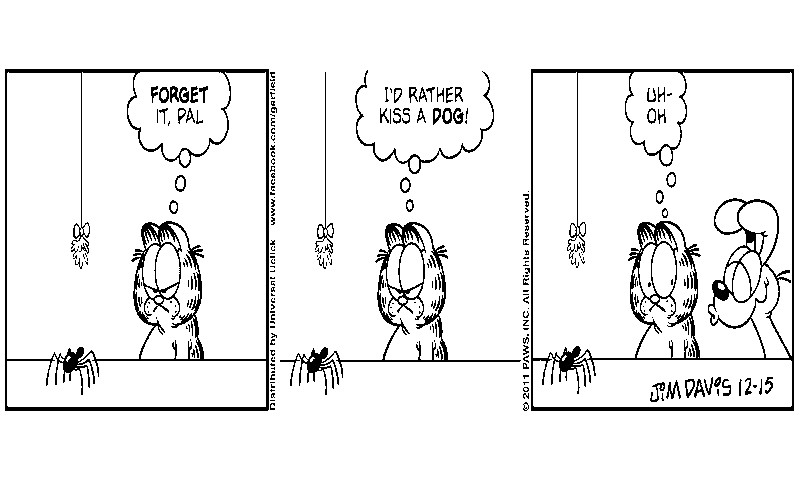 FORGET
IT, PAL
Distributed by Universal Uclick www.facebook.com/garfield
I'D RATHER
KISS A DOG!
© 2011 PAWS, INC. All Rights Reserved.
UH-
OH
JIM DAVIS 12-15